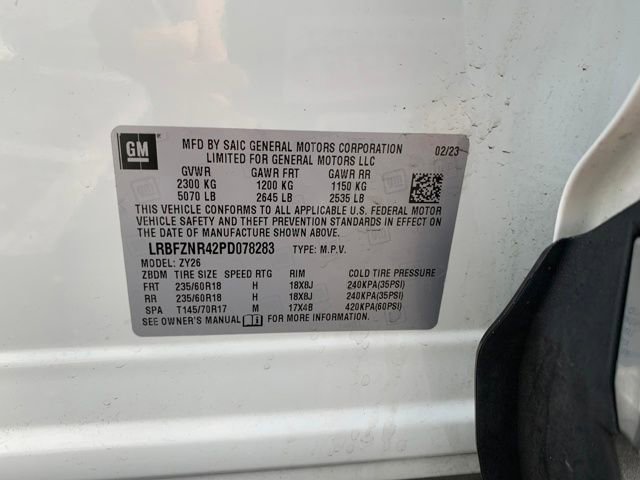 GM
MFD BY SAIC GENERAL MOTORS CORPORATION
LIMITED FOR GENERAL MOTORS LLC
02/23
GVWR GAWR FRT GAWR RR
2300 KG 1200 KG 1150 KG
5070 LB 2645 LB 2535 LB
THIS VEHICLE CONFORMS TO ALL APPLICABLE U.S. FEDERAL MOTOR
VEHICLE SAFETY AND THEFT PREVENTION STANDARDS IN EFFECT ON
THE DATE OF MANUFACTURE SHOWN ABOVE.
LRBFZNR42PD078283 TYPE: M.P.V.
MODEL: ZY26
ZBDM TIRE SIZE SPEED RTG RIM COLD TIRE PRESSURE
FRT 235/60R18 H 18X8J 240KPA(35PSI)
RR 235/60R18 H 18X8J 240KPA(35PSI)
SPA T145/70R17 M 17X4B 420KPA(60PSI)
SEE OWNER'S MANUAL FOR MORE INFORMATION.